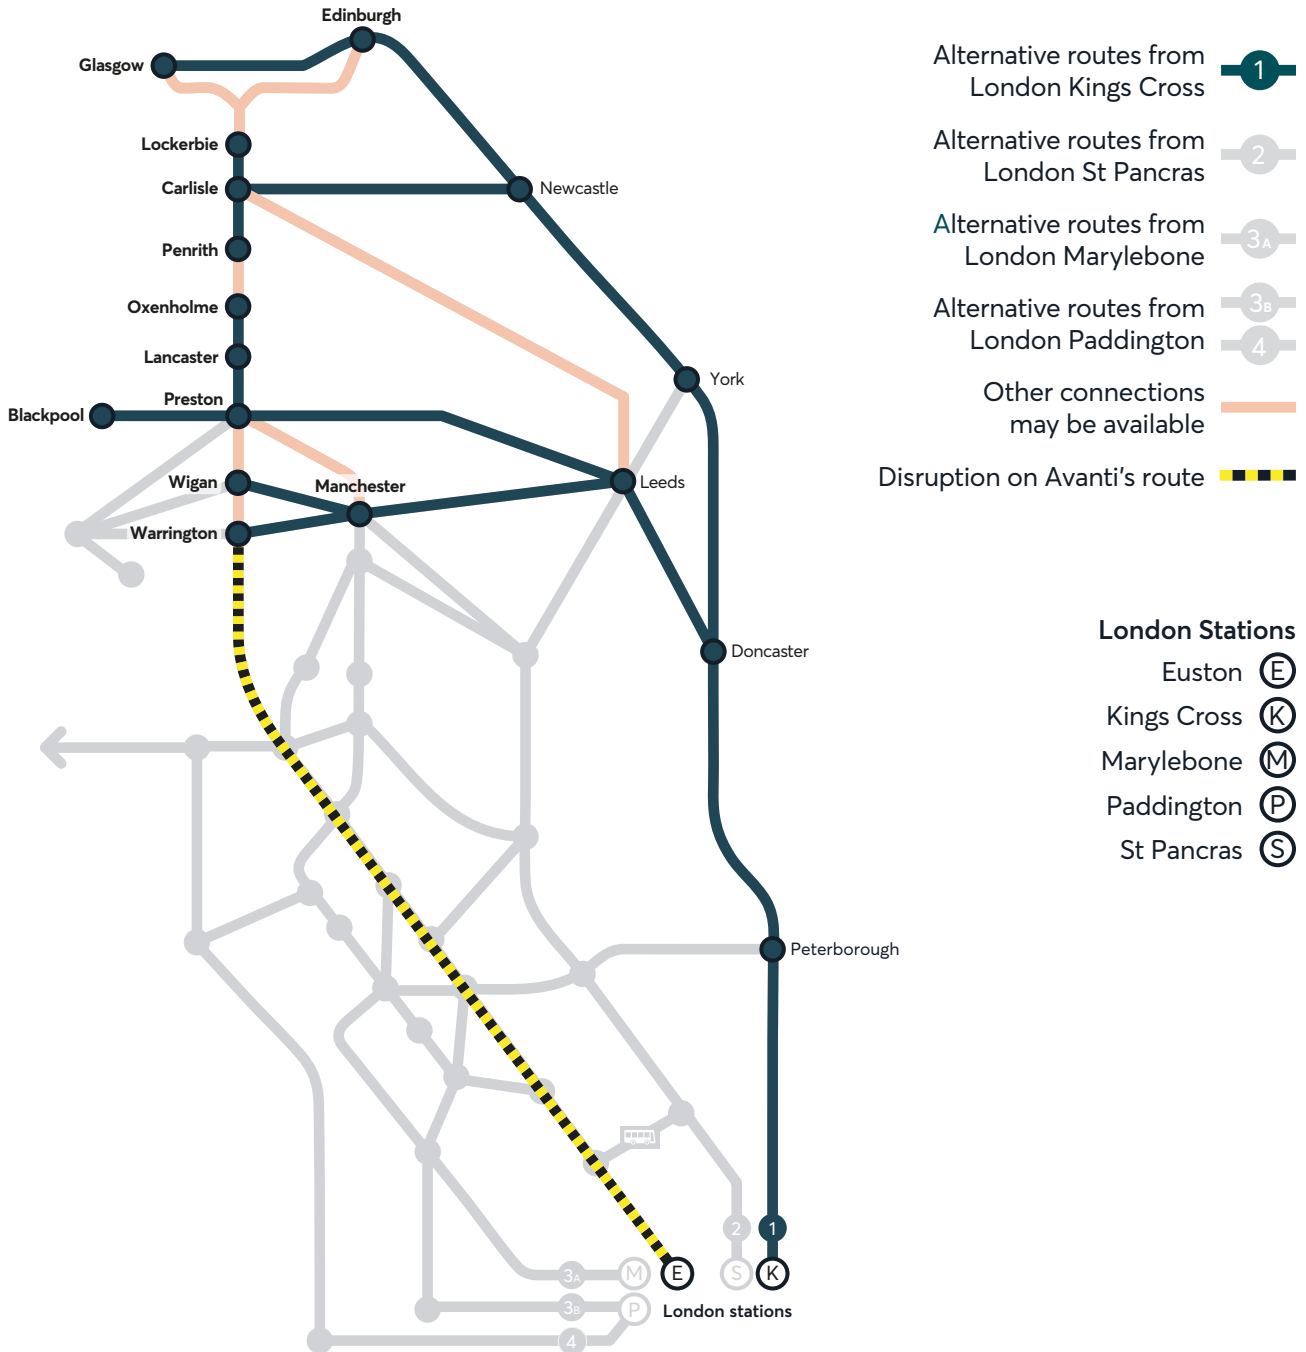 Edinburgh
Glasgow
Lockerbie
Carlisle
Newcastle
Penrith
Oxenholme
Lancaster
York
Preston
Blackpool
Wigan
Manchester
Leeds
Warrington
Doncaster
Peterborough
2
1
3A
M
E
S
K
3B
P
London stations
4
Alternative routes from
London Kings Cross
1
Alternative routes from
London St Pancras
2
Alternative routes from
London Marylebone
3A
Alternative routes from
London Paddington
3B
4
Other connections
may be available
Disruption on Avanti's route
London Stations
Euston E
Kings Cross K
Marylebone M
Paddington P
St Pancras S